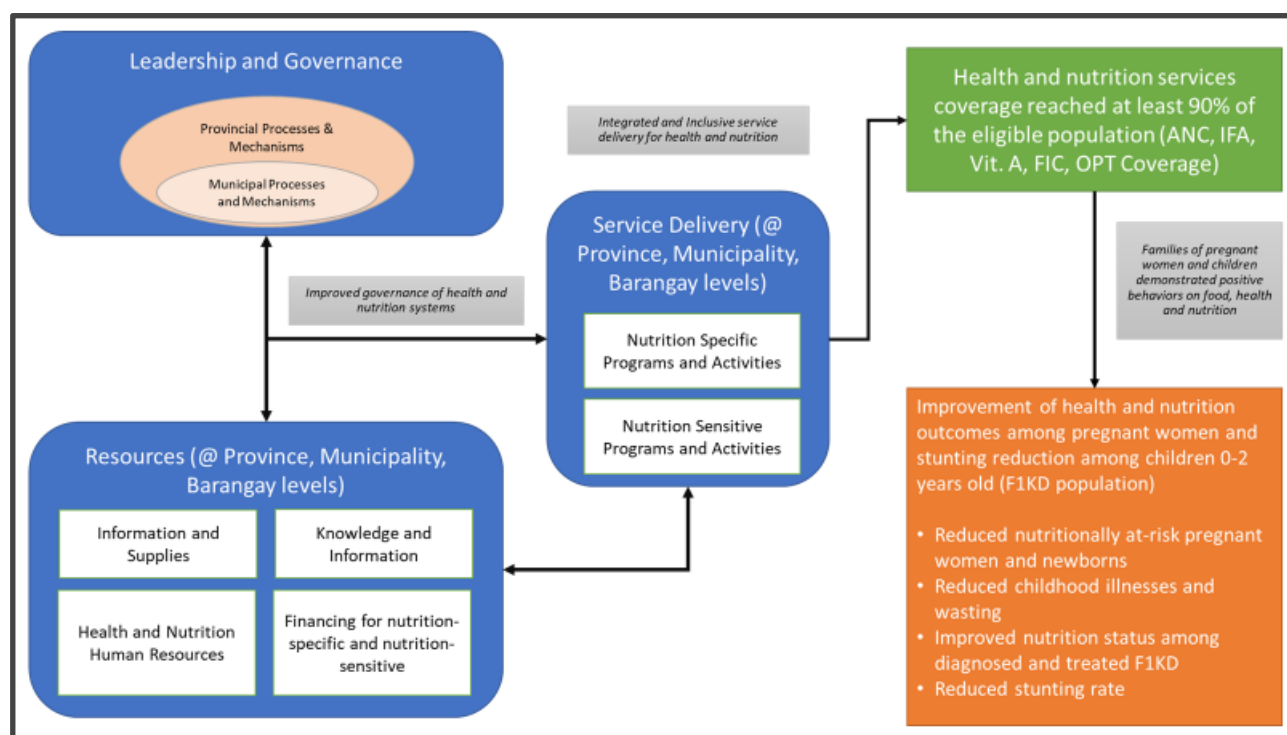 Leadership and Governance
Provincial Processes &
Mechanisms
Municipal Processes
and Mechanisms
Improved governance of health and
nutrition systems
Resources (@ Province, Municipality,
Barangay levels)
Information and
Supplies
Knowledge and
Information
Health and Nutrition
Human Resources
Financing for nutrition-
specific and nutrition-
sensitive
Integrated and Inclusive service
delivery for health and nutrition
Service Delivery (@
Province, Municipality,
Barangay levels)
Nutrition Specific
Programs and Activities
Nutrition Sensitive
Programs and Activities
Health and nutrition services
coverage reached at least 90% of
the eligible population (ANC, IFA,
Vit. A, FIC, OPT Coverage)
Families of pregnant
women and children
demonstrated positive
behaviors on food, health
and nutrition
Improvement of health and nutrition
outcomes among pregnant women and
stunting reduction among children 0-2
years old (F1KD population)
• Reduced nutritionally at-risk pregnant
women and newborns
• Reduced childhood illnesses and
wasting
• Improved nutrition status among
diagnosed and treated F1KD
• Reduced stunting rate